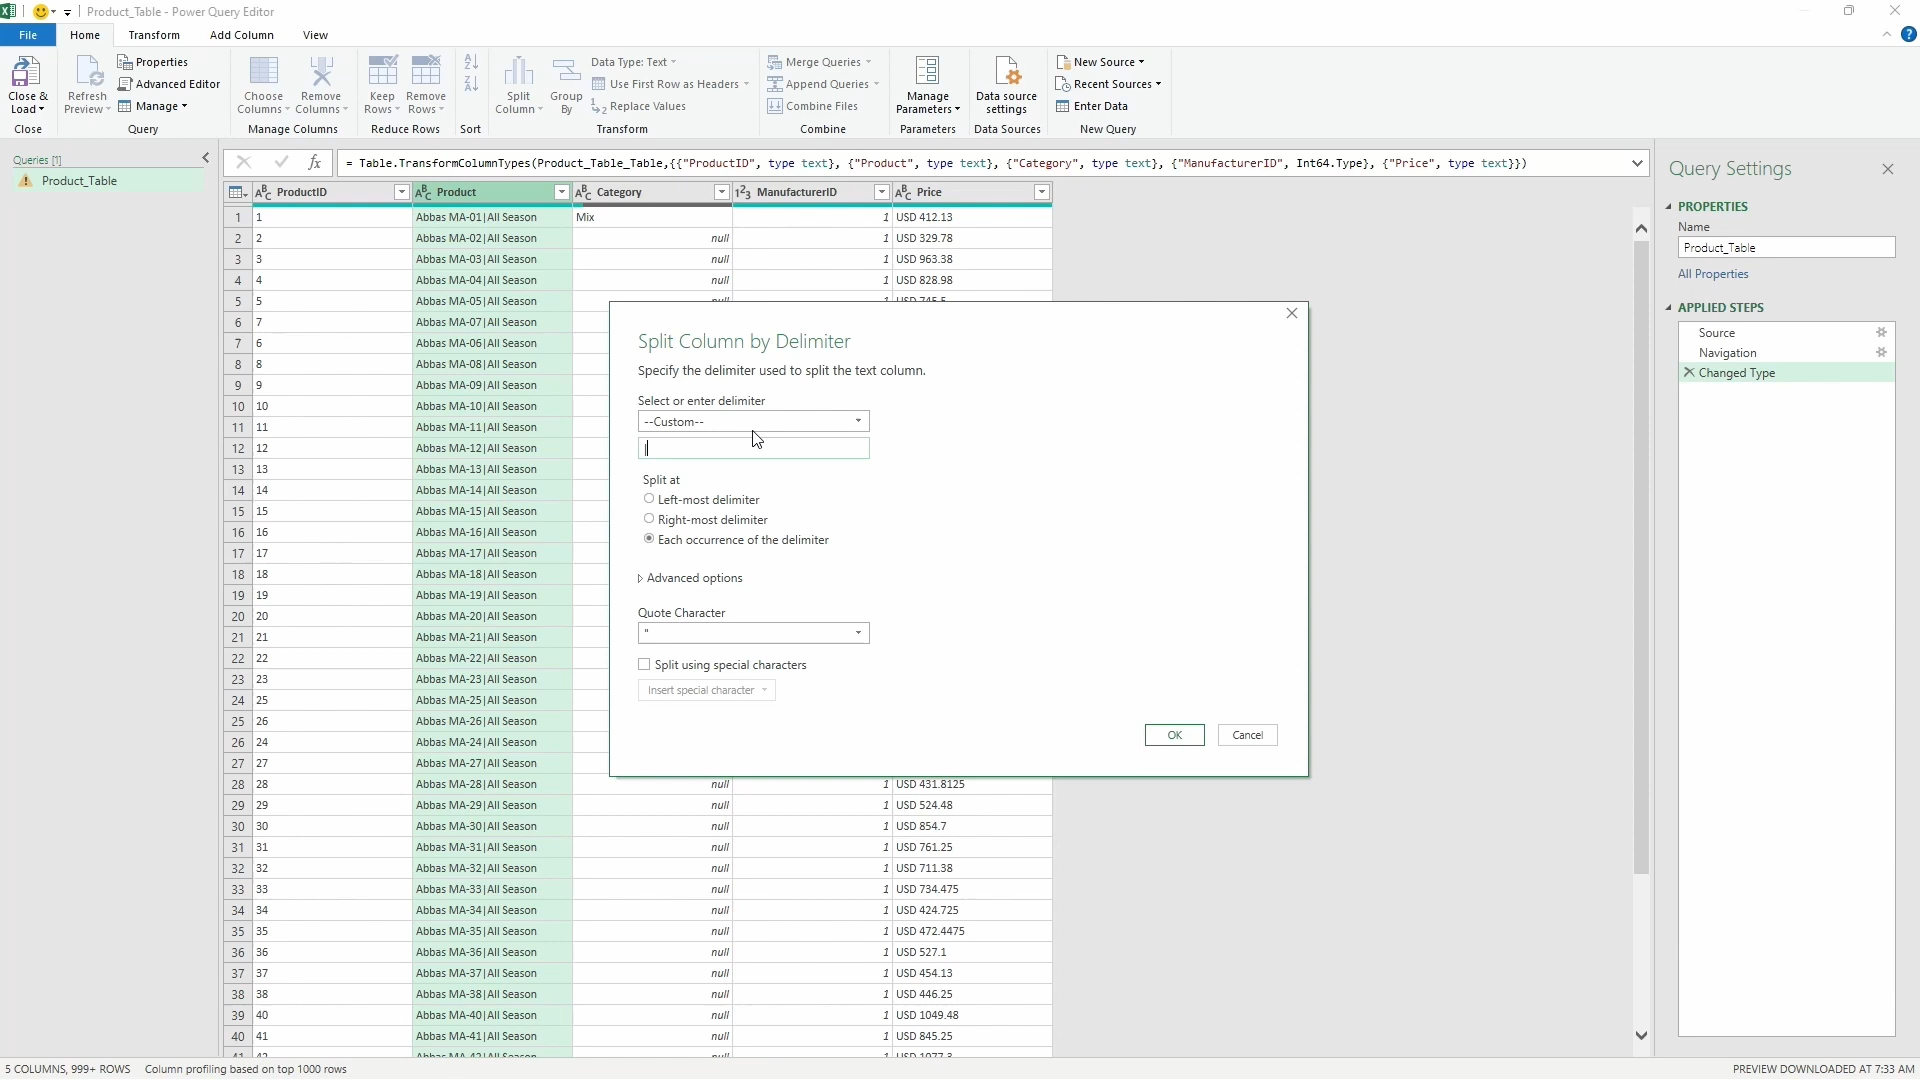 Product_Table - Power Query Editor
File Home Transform Add Column View
Close & Load
Close
Refresh Preview
Properties
Advanced Editor
Manage
Query
Choose Columns
Remove Columns
Manage Columns
Keep Rows
Remove Rows
Reduce Rows
Sort
Split Column
Group By
Data Type: Text
Use First Row as Headers
Replace Values
Transform
Merge Queries
Append Queries
Combine Files
Combine
Manage Parameters
Parameters
Data source settings
Data Sources
New Source
Recent Sources
Enter Data
New Query
Queries [1]
Product_Table
fx = Table.TransformColumnTypes(Product_Table_Table,{{"ProductID", type text}, {"Product", type text}, {"Category", type text}, {"ManufacturerID", Int64.Type}, {"Price", type text}})
ABC ProductID ABC Product ABC Category 123 ManufacturerID ABC Price
1 1 Abbas MA-01|All Season Mix 1 USD 412.13
2 2 Abbas MA-02|All Season null 1 USD 329.78
3 3 Abbas MA-03|All Season null 1 USD 963.38
4 4 Abbas MA-04|All Season null 1 USD 828.98
5 5 Abbas MA-05|All Season
6 7 Abbas MA-07|All Season
7 6 Abbas MA-06|All Season
8 8 Abbas MA-08|All Season
9 9 Abbas MA-09|All Season
10 10 Abbas MA-10|All Season
11 11 Abbas MA-11|All Season
12 12 Abbas MA-12|All Season
13 13 Abbas MA-13|All Season
14 14 Abbas MA-14|All Season
15 15 Abbas MA-15|All Season
16 16 Abbas MA-16|All Season
17 17 Abbas MA-17|All Season
18 18 Abbas MA-18|All Season
19 19 Abbas MA-19|All Season
20 20 Abbas MA-20|All Season
21 21 Abbas MA-21|All Season
22 22 Abbas MA-22|All Season
23 23 Abbas MA-23|All Season
24 25 Abbas MA-25|All Season
25 26 Abbas MA-26|All Season
26 24 Abbas MA-24|All Season
27 27 Abbas MA-27|All Season
28 28 Abbas MA-28|All Season null 1 USD 431.8125
29 29 Abbas MA-29|All Season null 1 USD 524.48
30 30 Abbas MA-30|All Season null 1 USD 854.7
31 31 Abbas MA-31|All Season null 1 USD 761.25
32 32 Abbas MA-32|All Season null 1 USD 711.38
33 33 Abbas MA-33|All Season null 1 USD 734.475
34 34 Abbas MA-34|All Season null 1 USD 424.725
35 35 Abbas MA-35|All Season null 1 USD 472.4475
36 36 Abbas MA-36|All Season null 1 USD 527.1
37 37 Abbas MA-37|All Season null 1 USD 454.13
38 38 Abbas MA-38|All Season null 1 USD 446.25
39 40 Abbas MA-40|All Season null 1 USD 1049.48
40 41 Abbas MA-41|All Season null 1 USD 845.25
Split Column by Delimiter
Specify the delimiter used to split the text column.
Select or enter delimiter
--Custom--
Split at
Left-most delimiter
Right-most delimiter
Each occurrence of the delimiter
Advanced options
Quote Character
"
Split using special characters
Insert special character
OK Cancel
Query Settings
PROPERTIES
Name
Product_Table
All Properties
APPLIED STEPS
Source
Navigation
Changed Type
5 COLUMNS, 999+ ROWS Column profiling based on top 1000 rows
PREVIEW DOWNLOADED AT 7:33 AM